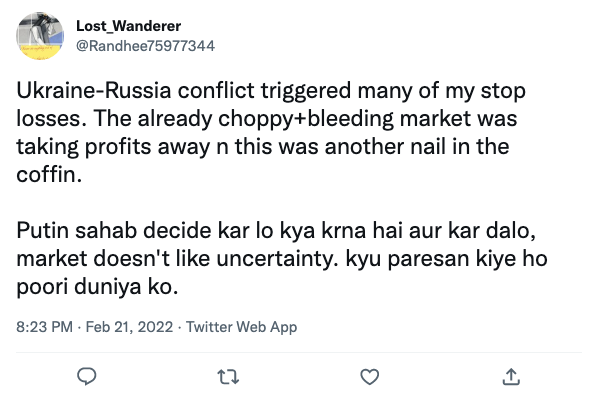 Lost_Wanderer
@Randhee75977344
Ukraine-Russia conflict triggered many of my stop
losses. The already choppy+bleeding market was
taking profits away n this was another nail in the
coffin.
Putin sahab decide kar lo kya krna hai aur kar dalo,
market doesn't like uncertainty. kyu paresan kiye ho
poori duniya ko.
8:23 PM · Feb 21, 2022 · Twitter Web App